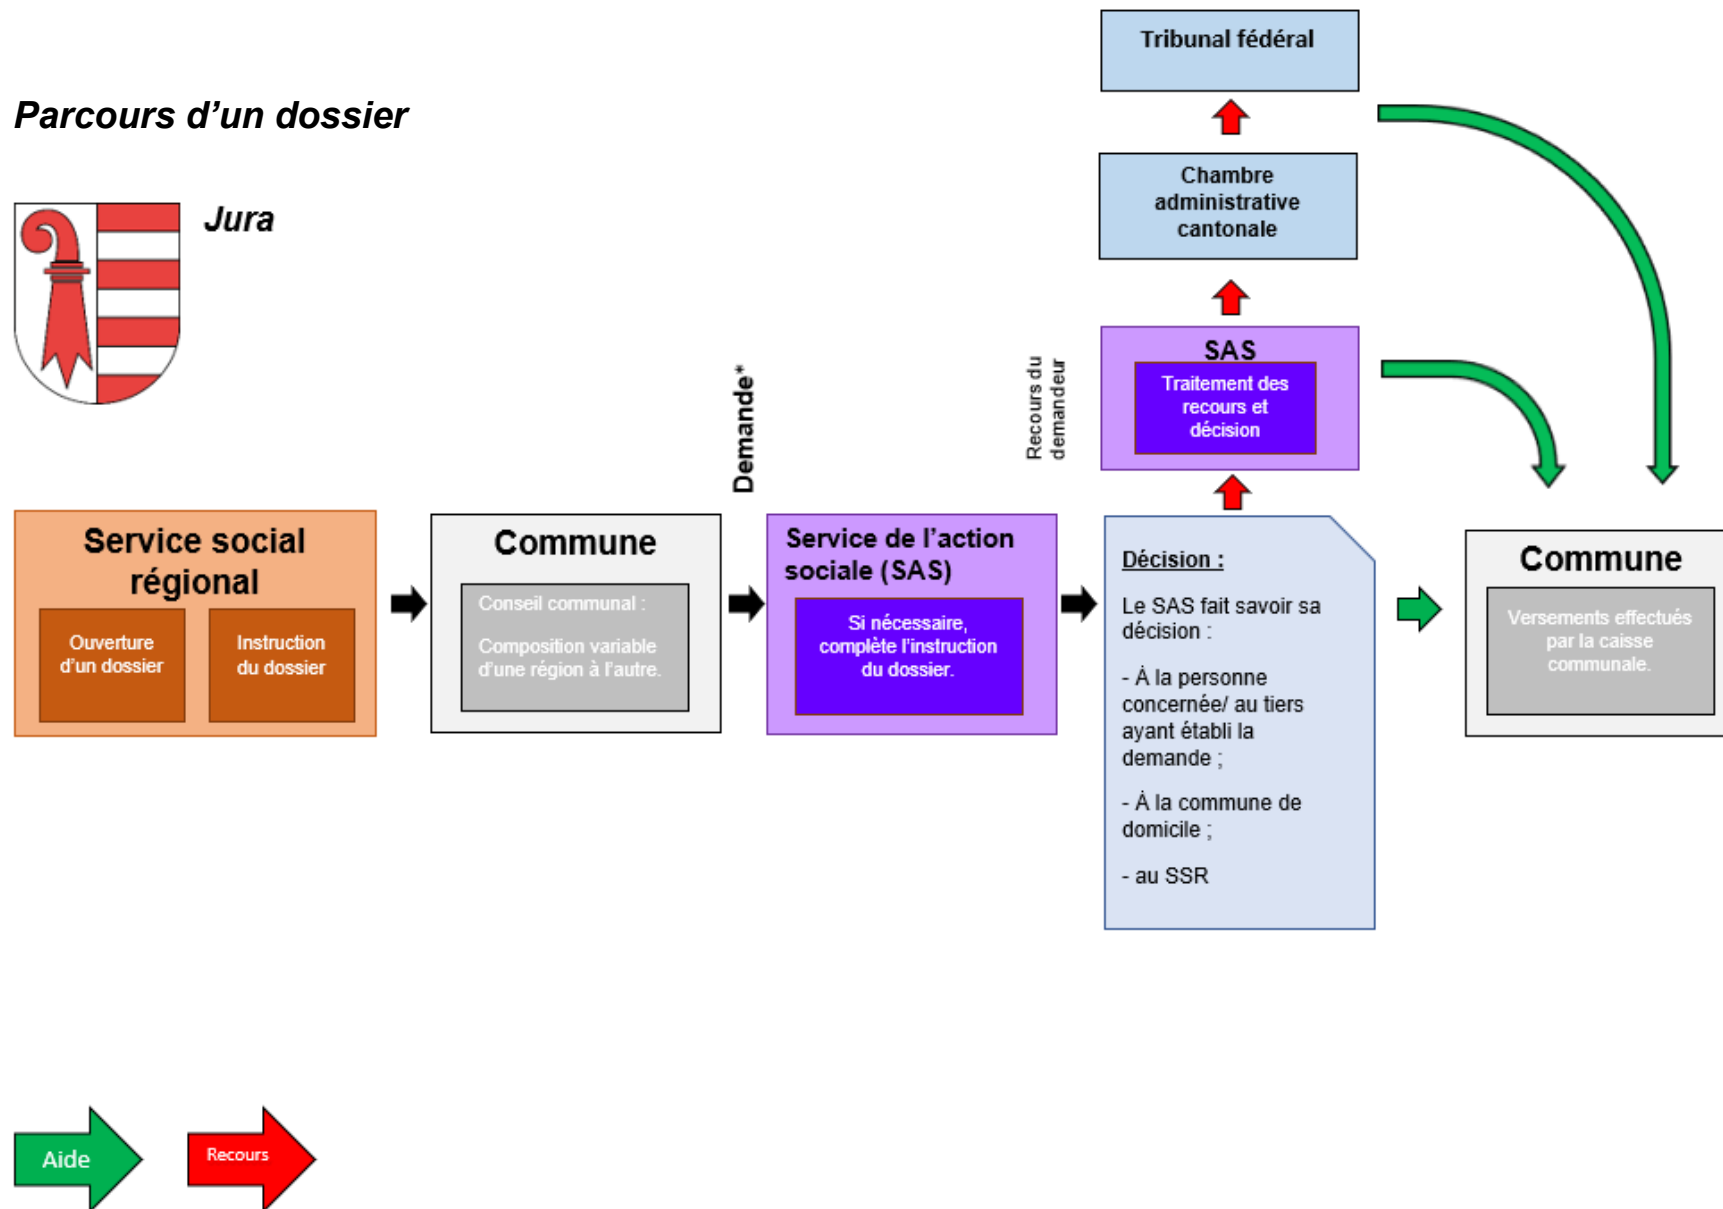 Parcours d'un dossier
Jura
Tribunal fédéral
Chambre
administrative
cantonale
SAS
Traitement des
recours et
décision
Recours du
demandeur
Demande*
Service social
régional
Ouverture
d'un dossier
Instruction
du dossier
Commune
Conseil communal :
Composition variable
d'une région à l'autre.
Service de l'action
sociale (SAS)
Si nécessaire,
complète l'instruction
du dossier.
Décision :
Le SAS fait savoir sa
décision :
- À la personne
concernée/ au tiers
ayant établi la
demande ;
- À la commune de
domicile ;
- au SSR
Commune
Versements effectués
par la caisse
communale.
Aide
Recours